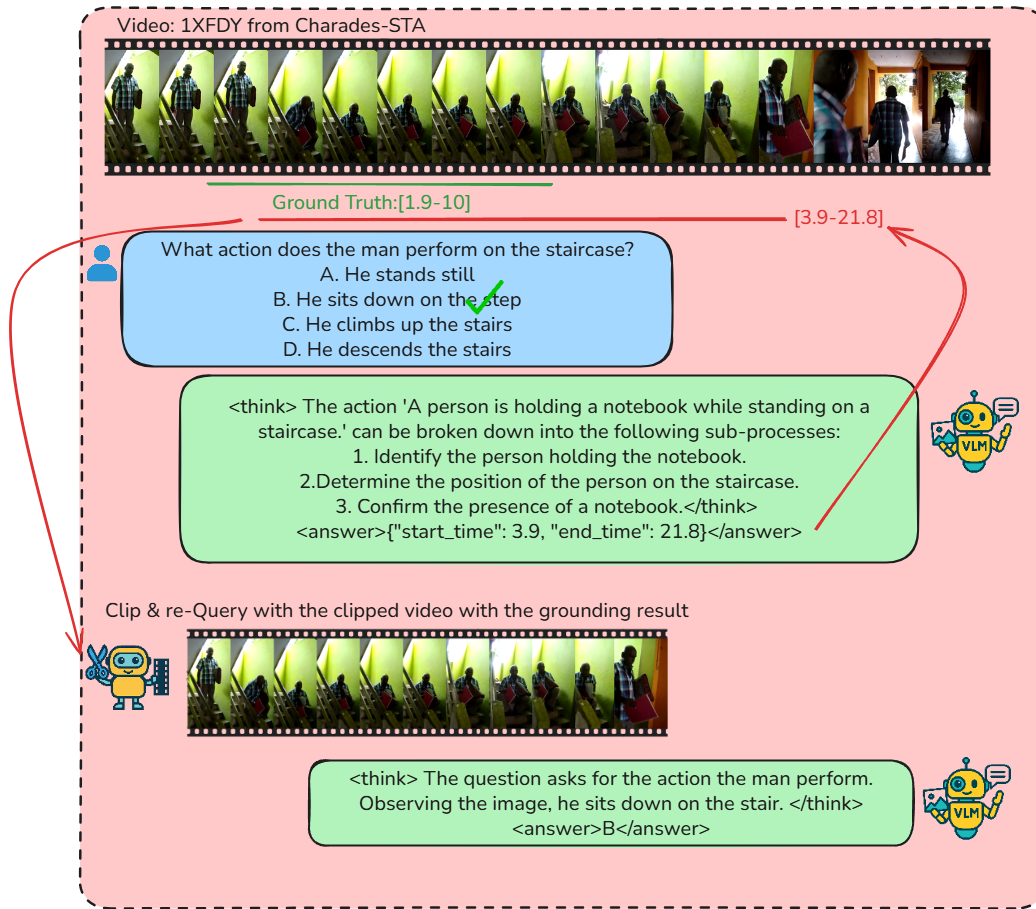 Video: 1XFDY from Charades-STA
Ground Truth:[1.9-10]
[3.9-21.8]
What action does the man perform on the staircase?
A. He stands still
B. He sits down on the step
C. He climbs up the stairs
D. He descends the stairs
<think> The action 'A person is holding a notebook while standing on a
staircase.' can be broken down into the following sub-processes:
1. Identify the person holding the notebook.
2.Determine the position of the person on the staircase.
3. Confirm the presence of a notebook.</think>
<answer>{"start_time": 3.9, "end_time": 21.8}</answer>
VLM
Clip & re-Query with the clipped video with the grounding result
<think> The question asks for the action the man perform.
Observing the image, he sits down on the stair. </think>
<answer>B</answer>
VLM